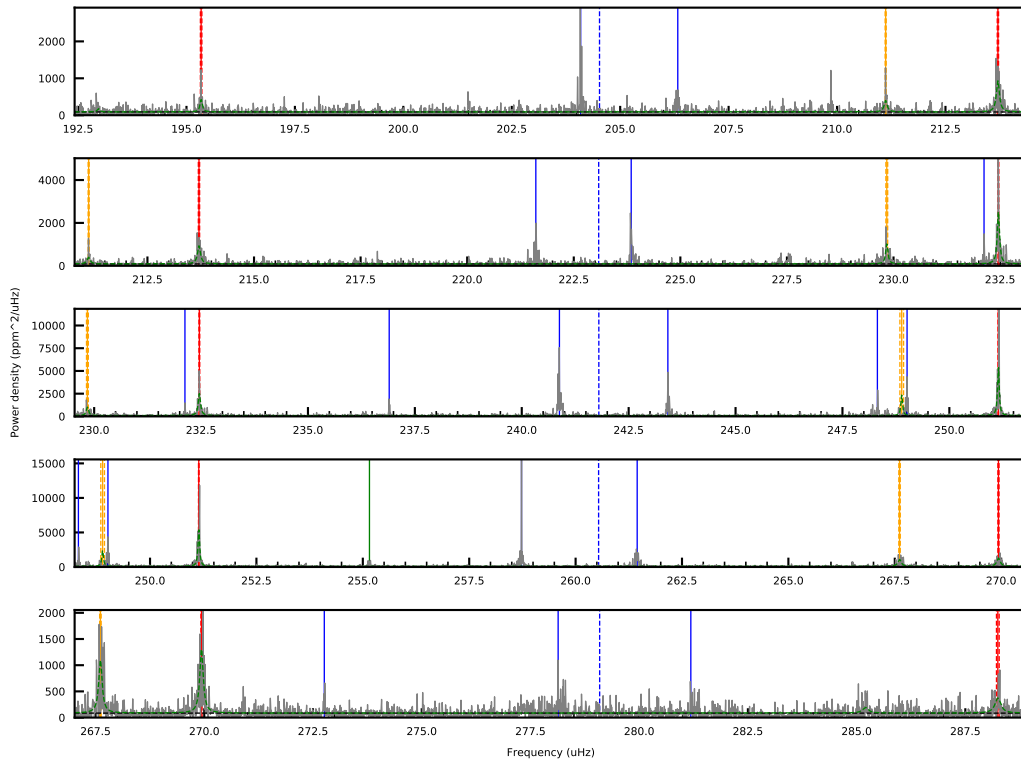 2000
1000
0
192.5 195.0 197.5 200.0 202.5 205.0 207.5 210.0 212.5
4000
2000
0
212.5 215.0 217.5 220.0 222.5 225.0 227.5 230.0 232.5
10000
7500
5000
2500
0
230.0 232.5 235.0 237.5 240.0 242.5 245.0 247.5 250.0
Power density (ppm^2/uHz)
15000
10000
5000
0
250.0 252.5 255.0 257.5 260.0 262.5 265.0 267.5 270.0
2000
1500
1000
500
0
267.5 270.0 272.5 275.0 277.5 280.0 282.5 285.0 287.5
Frequency (uHz)